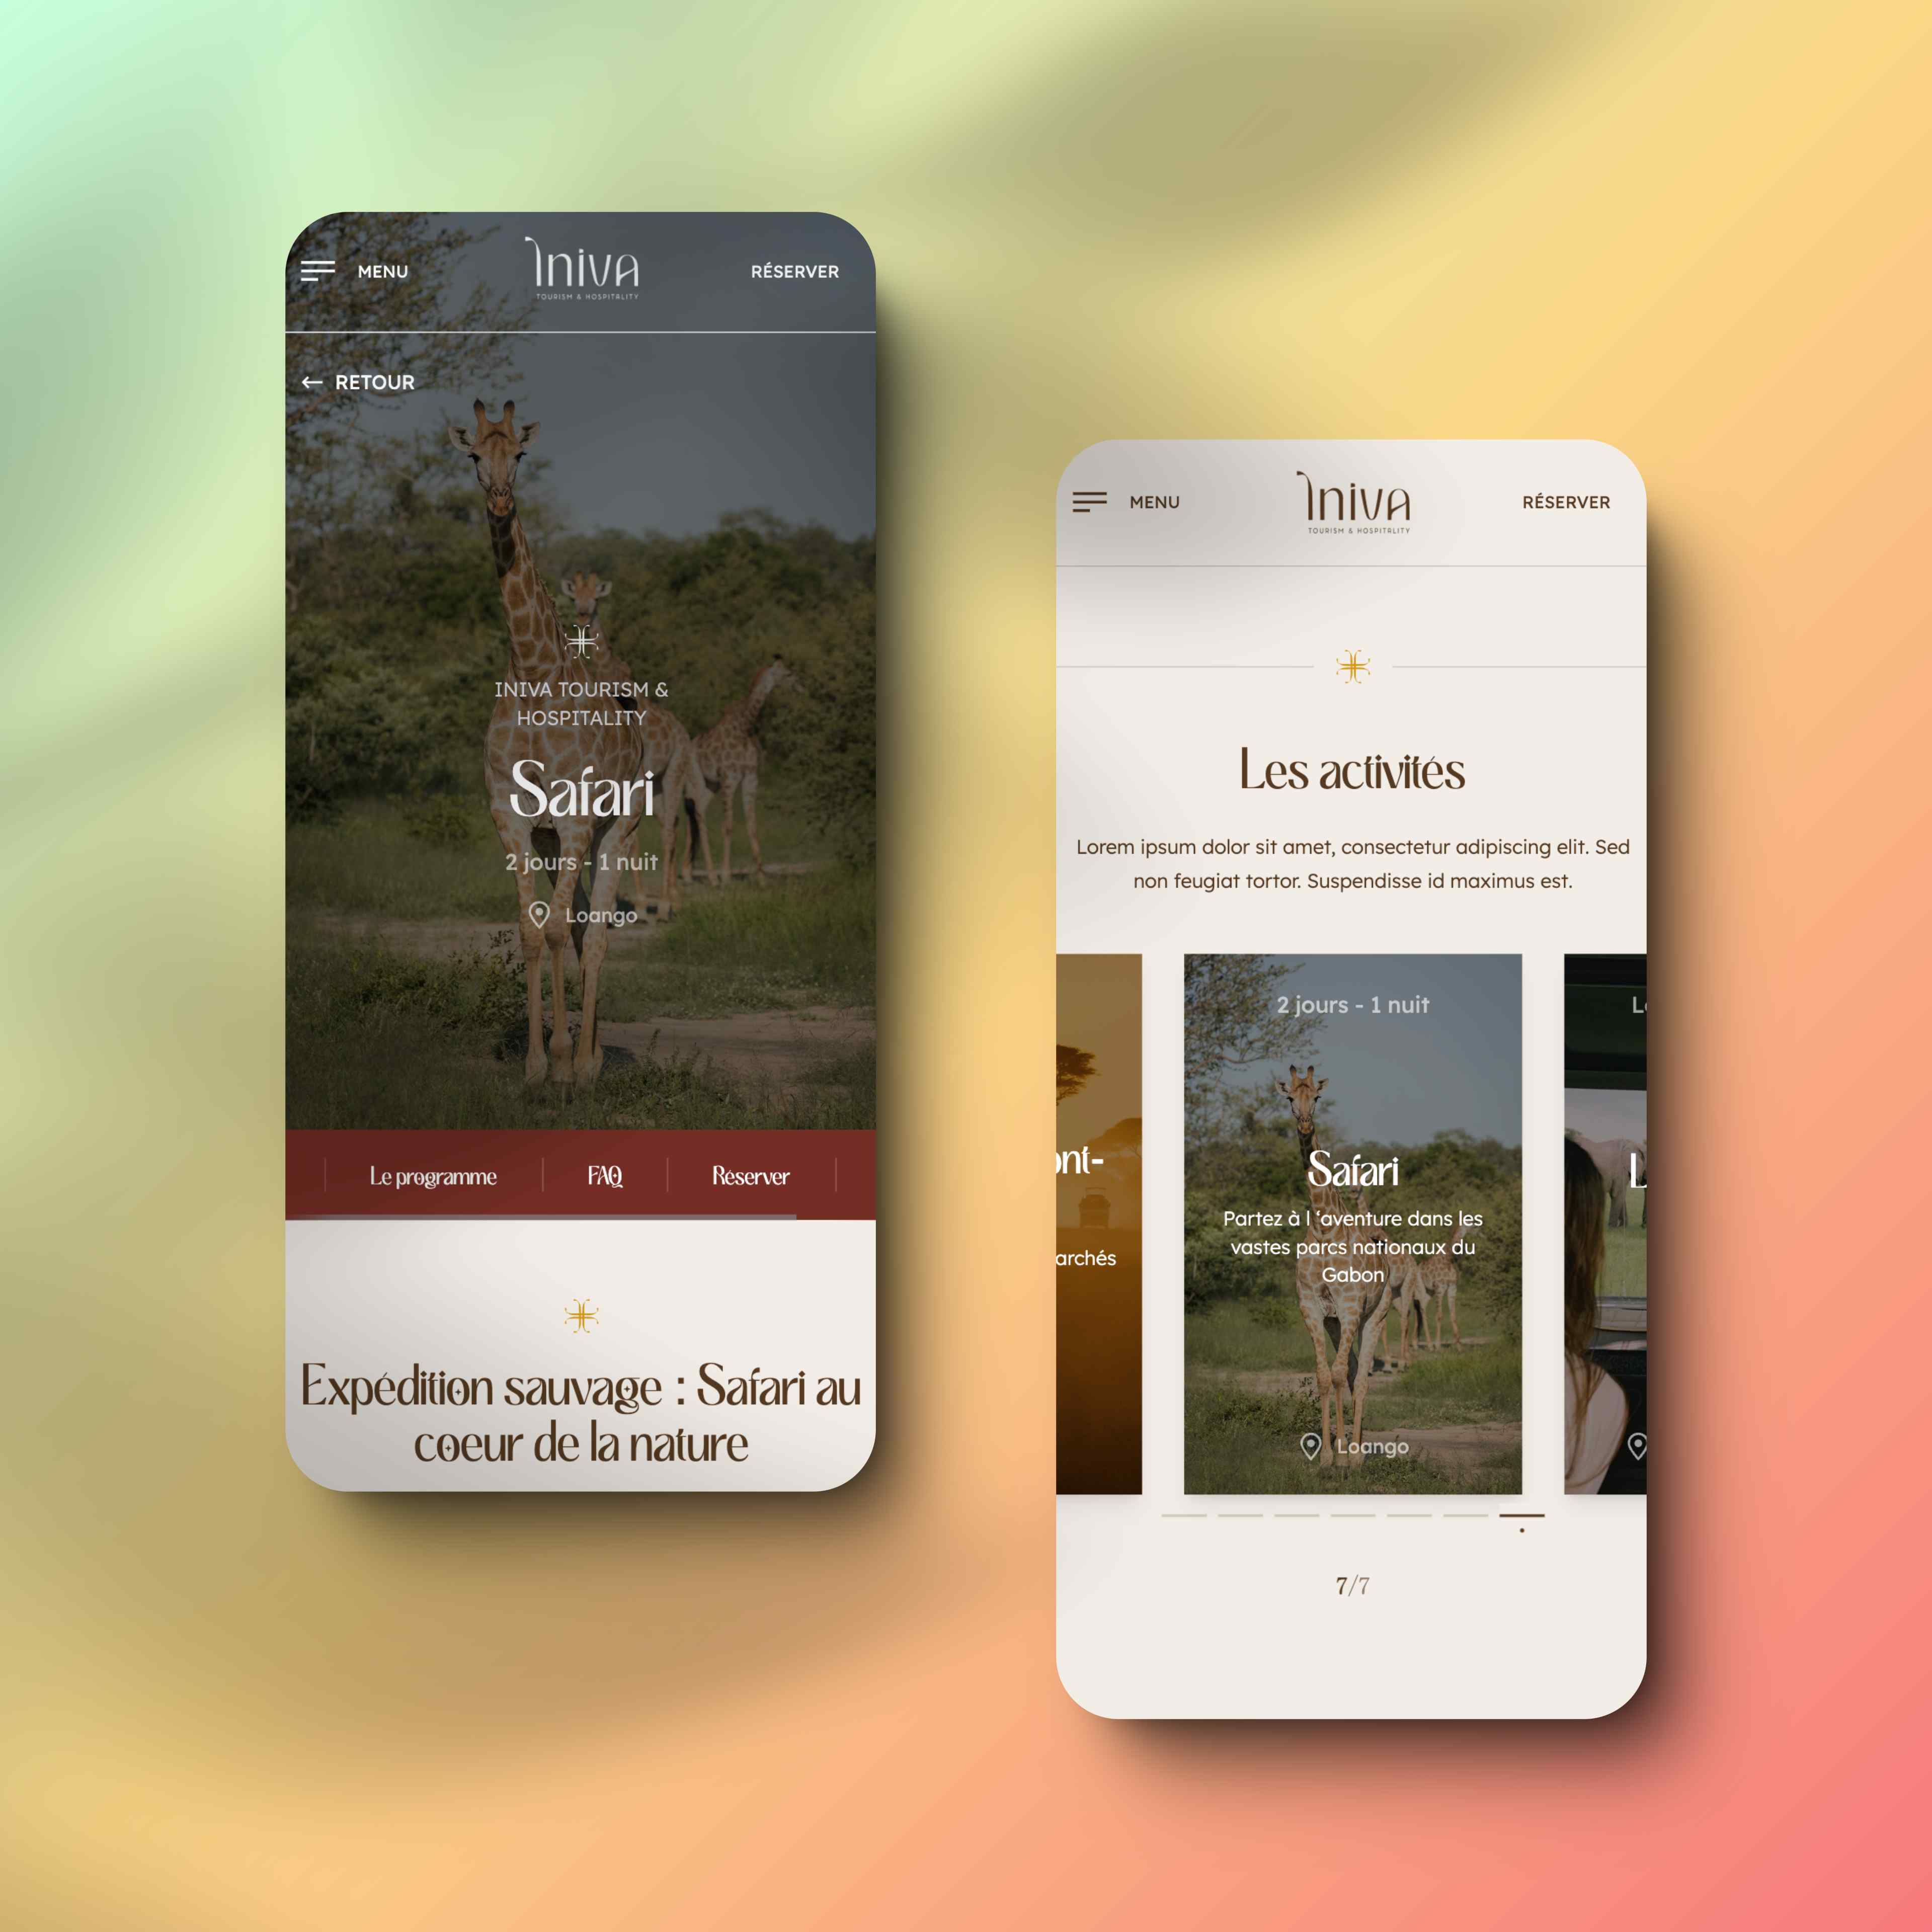 MENU
Iniva
RÉSERVER
TOURISM & HOSPITALITY
RETOUR
INIVA TOURISM &
HOSPITALITY
Safari
2 jours - 1 nuit
Loango
Le programme
FAQ
Réserver
Expédition sauvage : Safari au
coeur de la nature
MENU
Iniva
RÉSERVER
TOURISM & HOSPITALITY
Les activités
Lorem ipsum dolor sit amet, consectetur adipiscing elit. Sed
non feugiat tortor. Suspendisse id maximus est.
ont-
archés
2 jours - 1 nuit
Safari
Partez à l ‘aventure dans les
vastes parcs nationaux du
Gabon
Loango
7/7